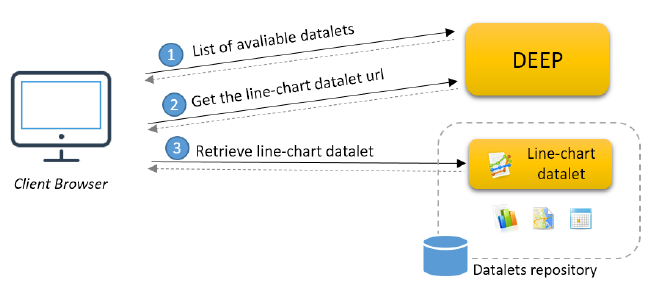 1 List of avaliable datalets
DEEP
2 Get the line-chart datalet url
3 Retrieve line-chart datalet
Line-chart
datalet
Client Browser
Datalets repository